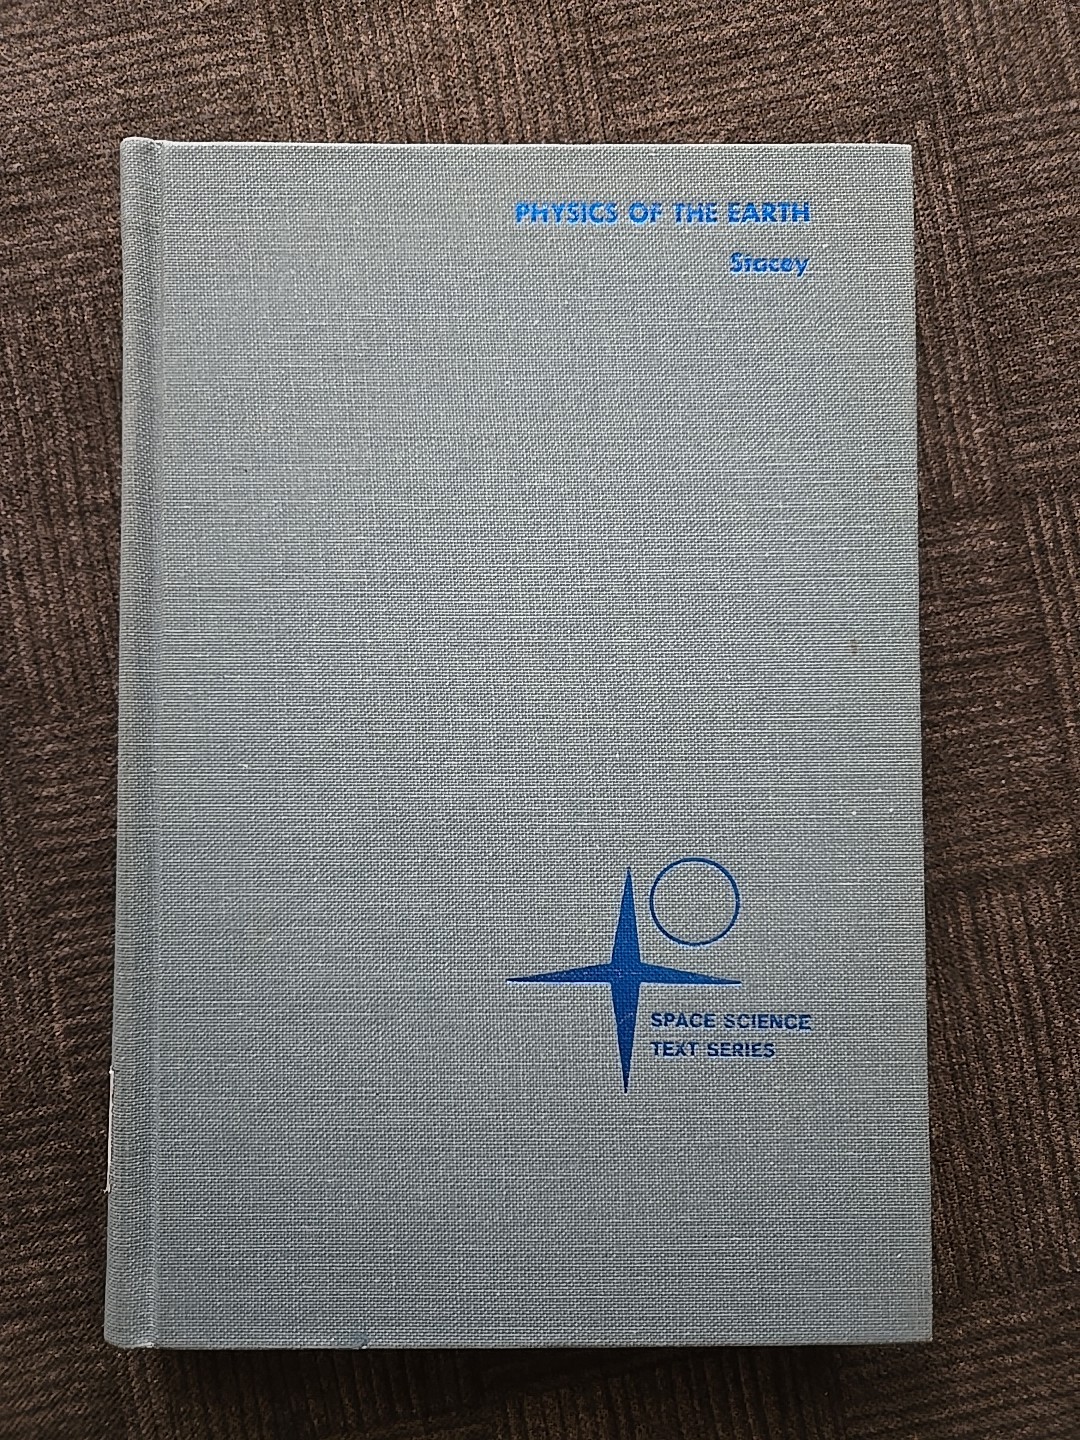 PHYSICS OF THE EARTH
Stacey
SPACE SCIENCE
TEXT SERIES